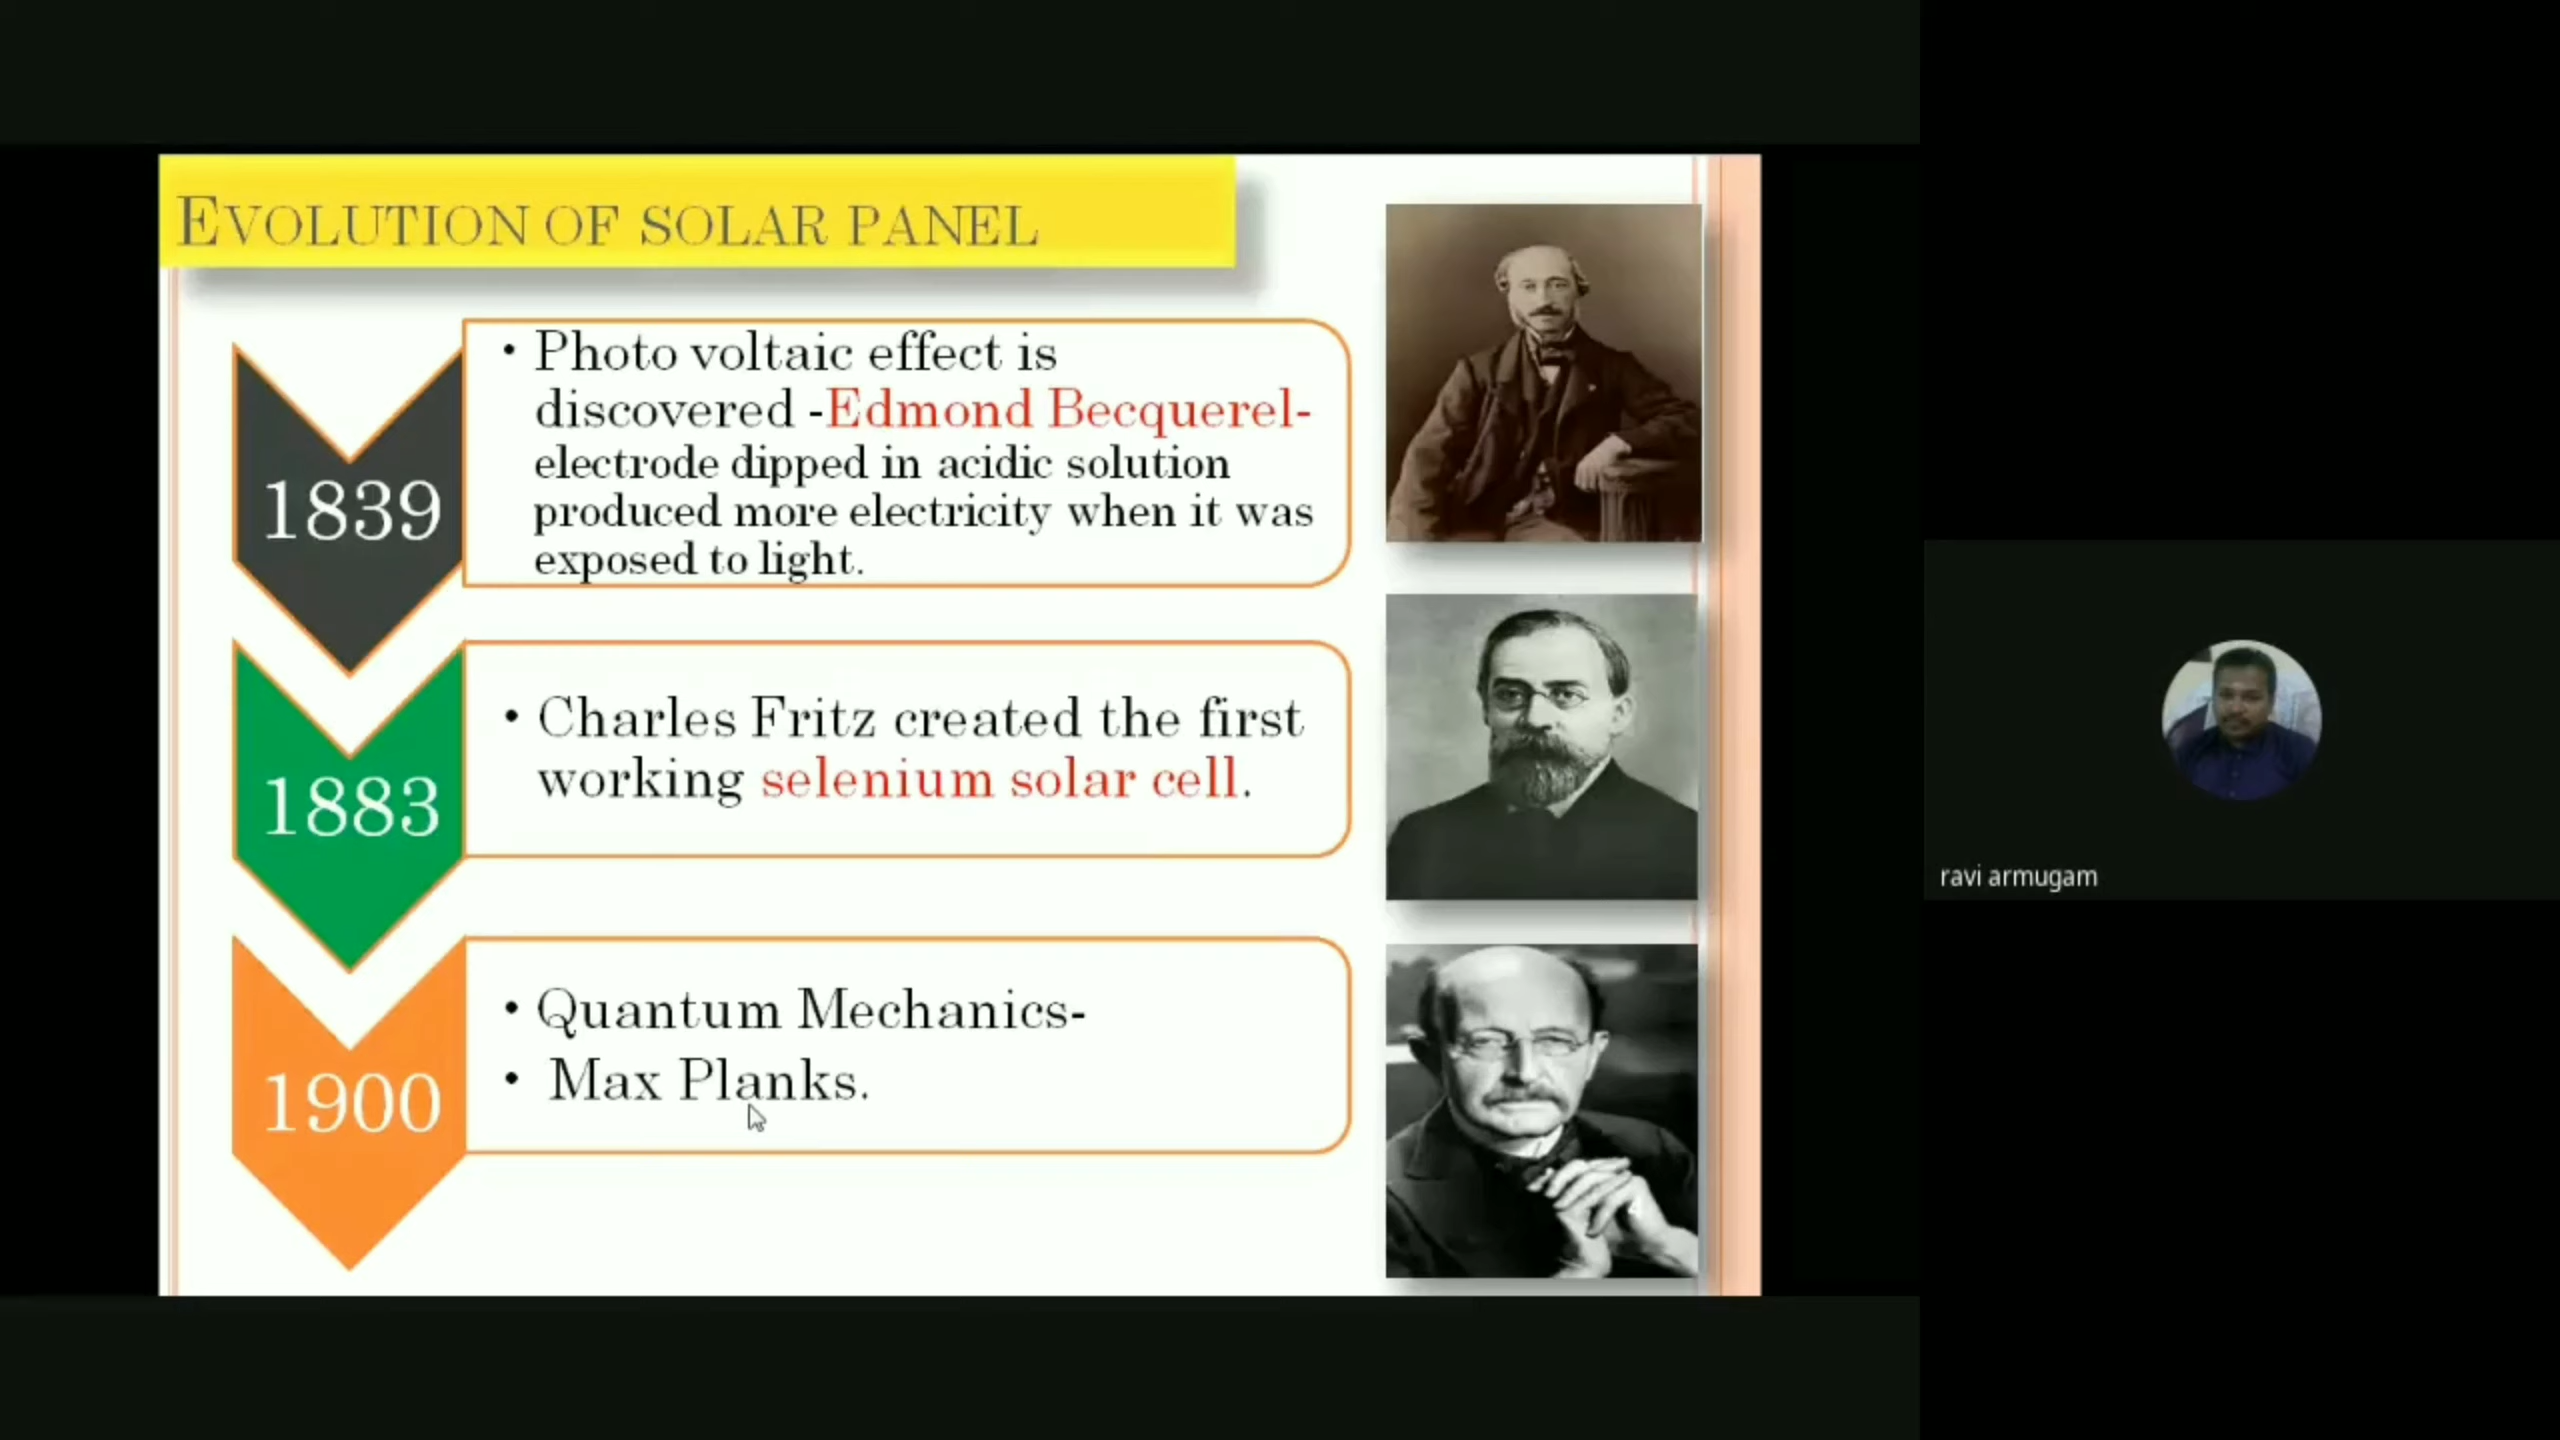 EVOLUTION OF SOLAR PANEL
1839
• Photo voltaic effect is
discovered -Edmond Becquerel-
electrode dipped in acidic solution
produced more electricity when it was
exposed to light.
1883
• Charles Fritz created the first
working selenium solar cell.
1900
• Quantum Mechanics-
• Max Planks.
ravi armugam